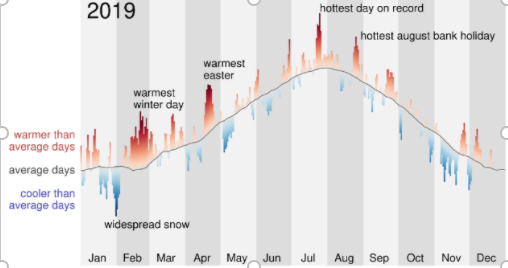 2019
hottest day on record
hottest august bank holiday
warmest
easter
warmest
winter day
warmer than
average days
average days
cooler than
average days
widespread snow
Jan Feb Mar Apr May Jun Jul Aug Sep Oct Nov Dec